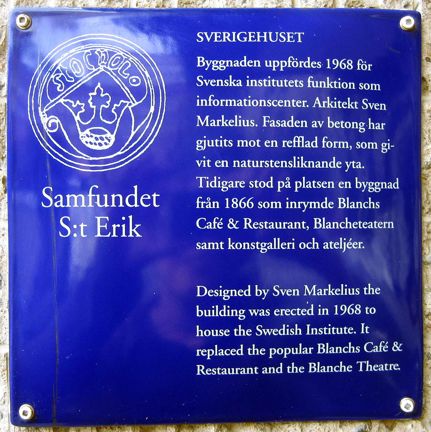 STOCHOLO
SVERIGEHUSET
Byggnaden uppfördes 1968 för
Svenska institutets funktion som
informationscenter. Arkitekt Sven
Markelius. Fasaden av betong har
gjutits mot en refflad form, som gi-
vit en naturstensliknande yta.
Tidigare stod på platsen en byggnad
från 1866 som inrymde Blanchs
Café & Restaurant, Blancheteatern
samt konstgalleri och ateljéer.
Samfundet
S:t Erik
Designed by Sven Markelius the
building was erected in 1968 to
house the Swedish Institute. It
replaced the popular Blanchs Café &
Restaurant and the Blanche Theatre.